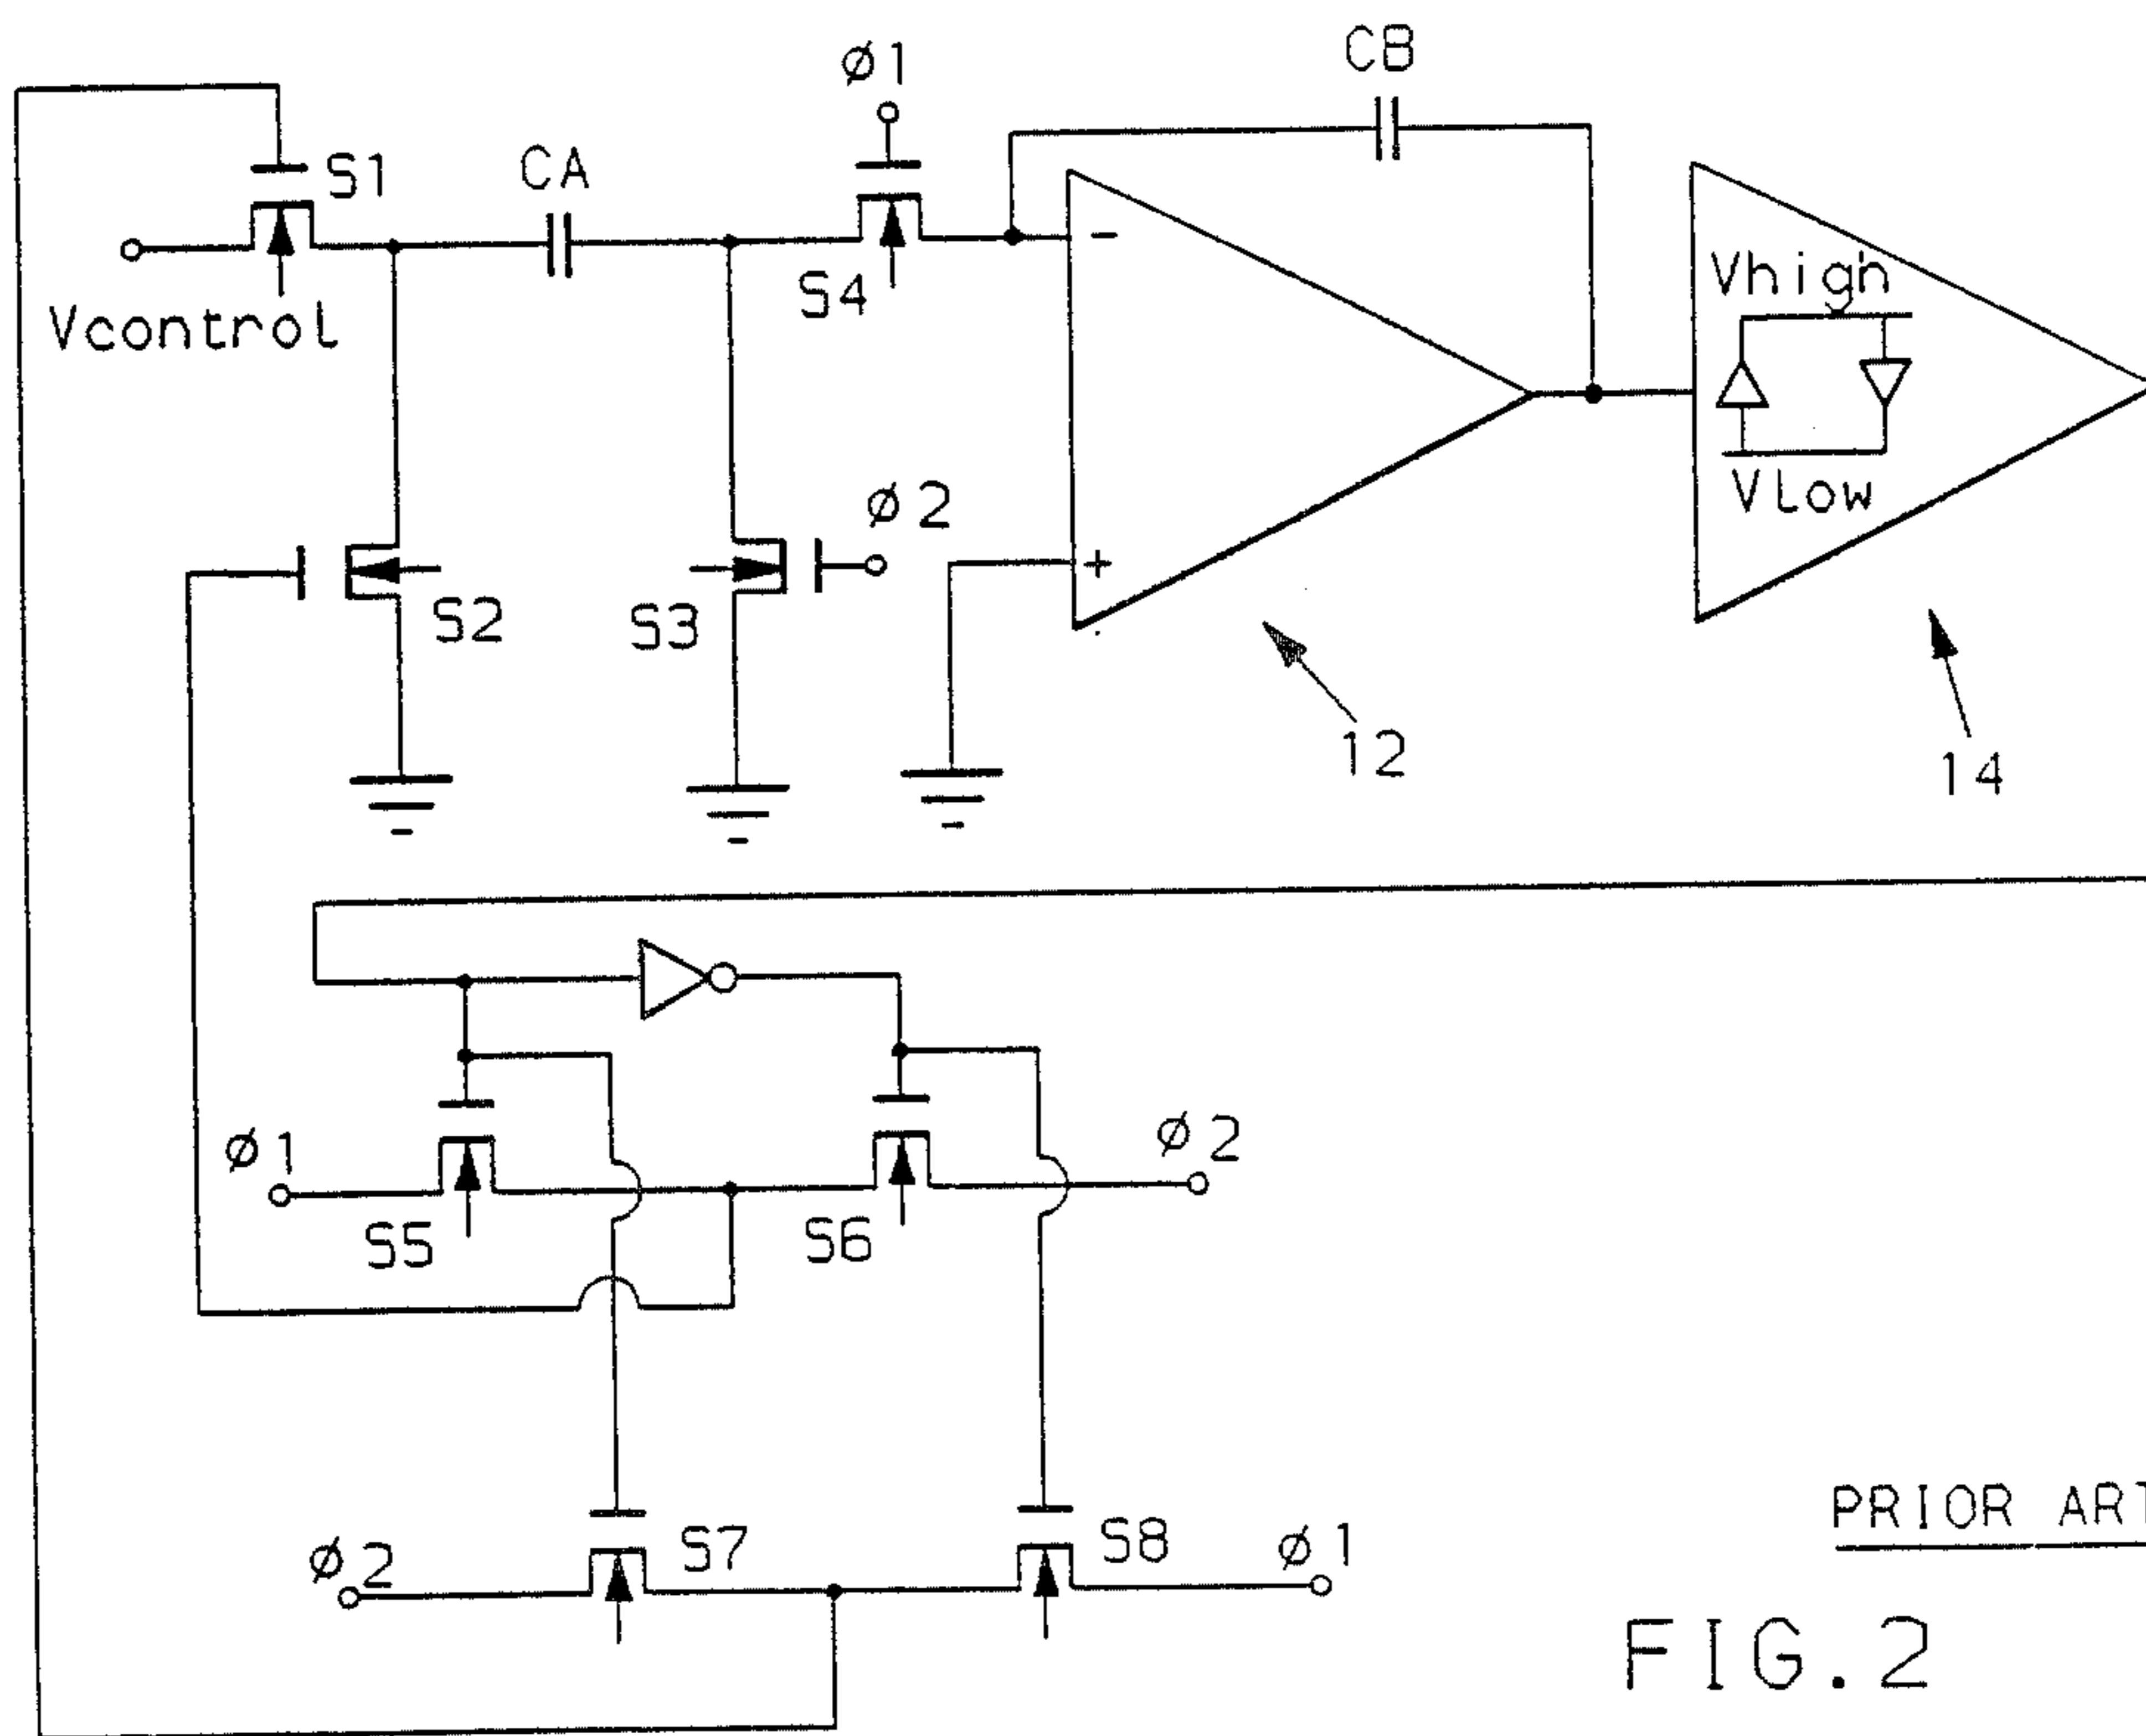 CB
ø1
S1
CA
S4
-
Vhigh
Vcontrol
Vlow
ø2
+
S2
S3
12
14
ø1
ø2
S5
S6
S7
S8
ø2
ø1
PRIOR ART
FIG.2